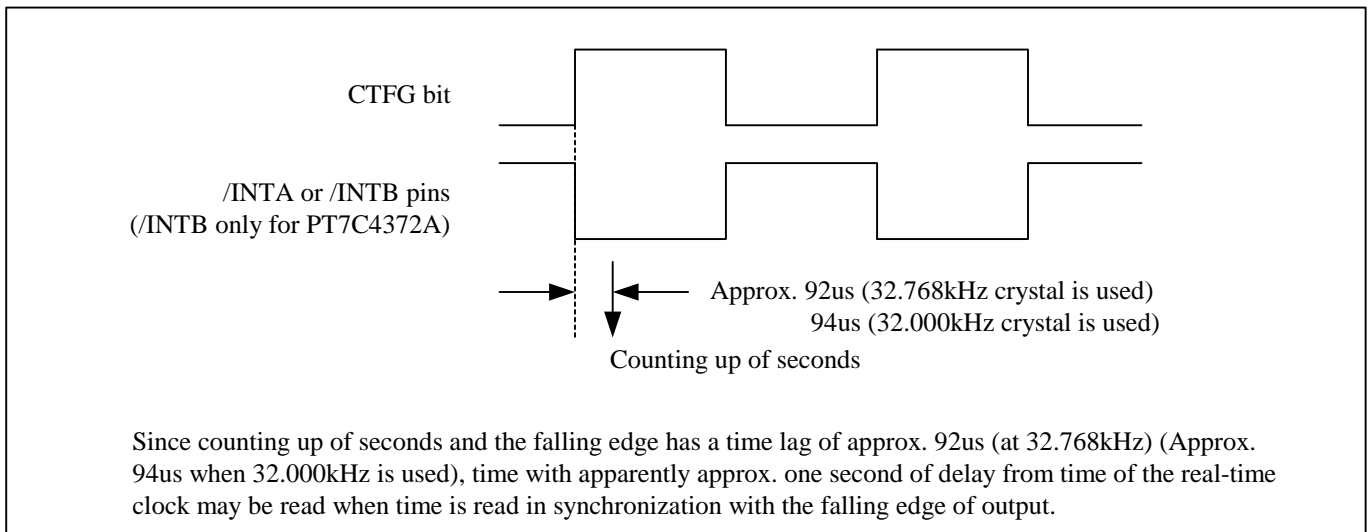 CTFG bit
/INTA or /INTB pins
(/INTB only for PT7C4372A)
Approx. 92us (32.768kHz crystal is used)
94us (32.000kHz crystal is used)
Counting up of seconds
Since counting up of seconds and the falling edge has a time lag of approx. 92us (at 32.768kHz) (Approx.
94us when 32.000kHz is used), time with apparently approx. one second of delay from time of the real-time
clock may be read when time is read in synchronization with the falling edge of output.